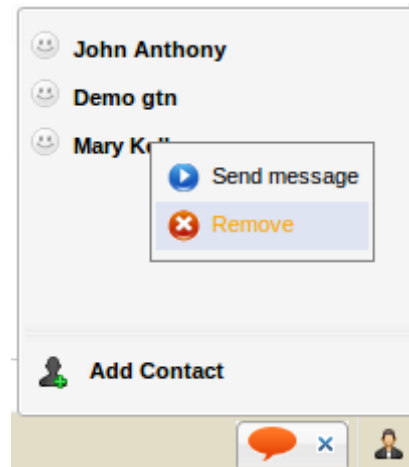 John Anthony
Demo gtn
Mary
Send message
Remove
Add Contact